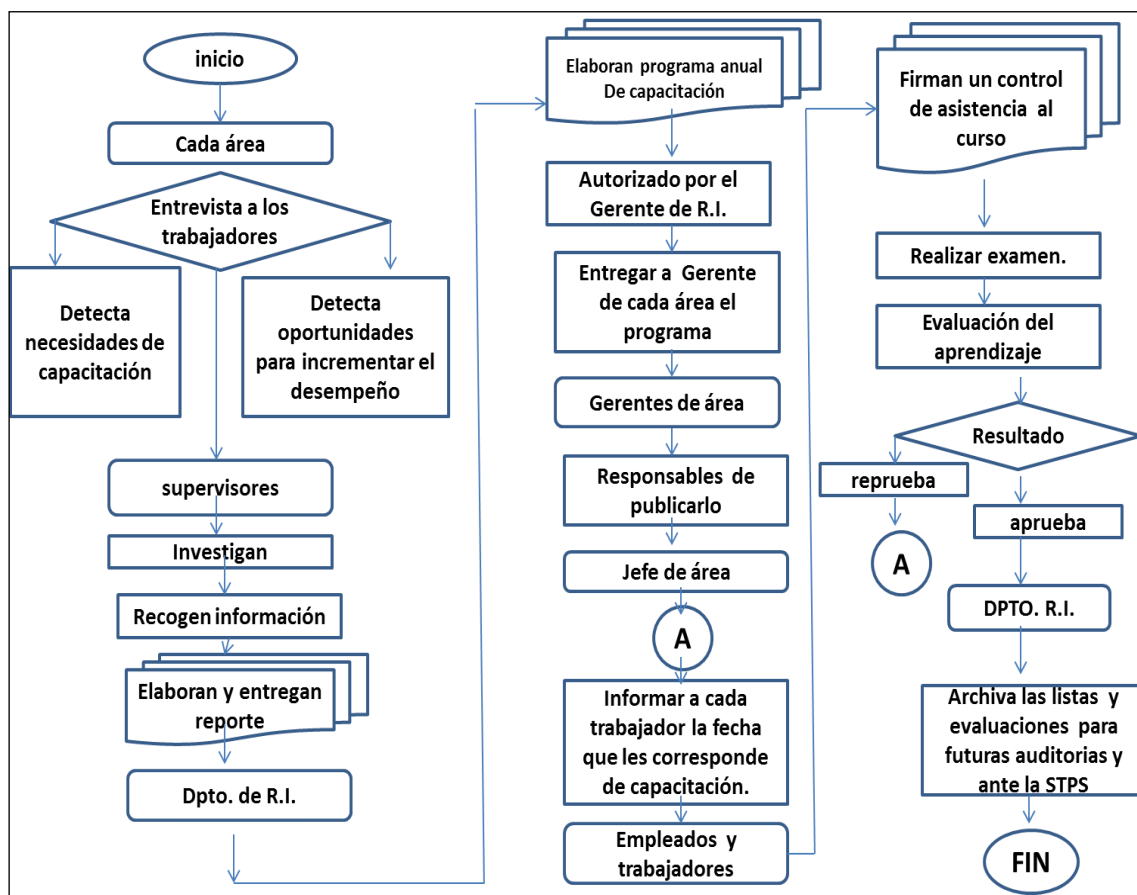 inicio
Cada área
Entrevista a los
trabajadores
Detecta
necesidades de
capacitación
Detecta
oportunidades
para incrementar el
desempeño
supervisores
Investigan
Recogen información
Elaboran y entregan
reporte
Dpto. de R.I.
Elaboran programa anual
De capacitación
Autorizado por el
Gerente de R.I.
Entregar a Gerente
de cada área el
programa
Gerentes de área
Responsables de
publicarlo
Jefe de área
A
Informar a cada
trabajador la fecha
que les corresponde
de capacitación.
Empleados y
trabajadores
Firman un control
de asistencia al
curso
Realizar examen.
Evaluación del
aprendizaje
Resultado
reprueba
A
aprueba
DPTO. R.I.
Archiva las listas y
evaluaciones para
futuras auditorias y
ante la STPS
FIN